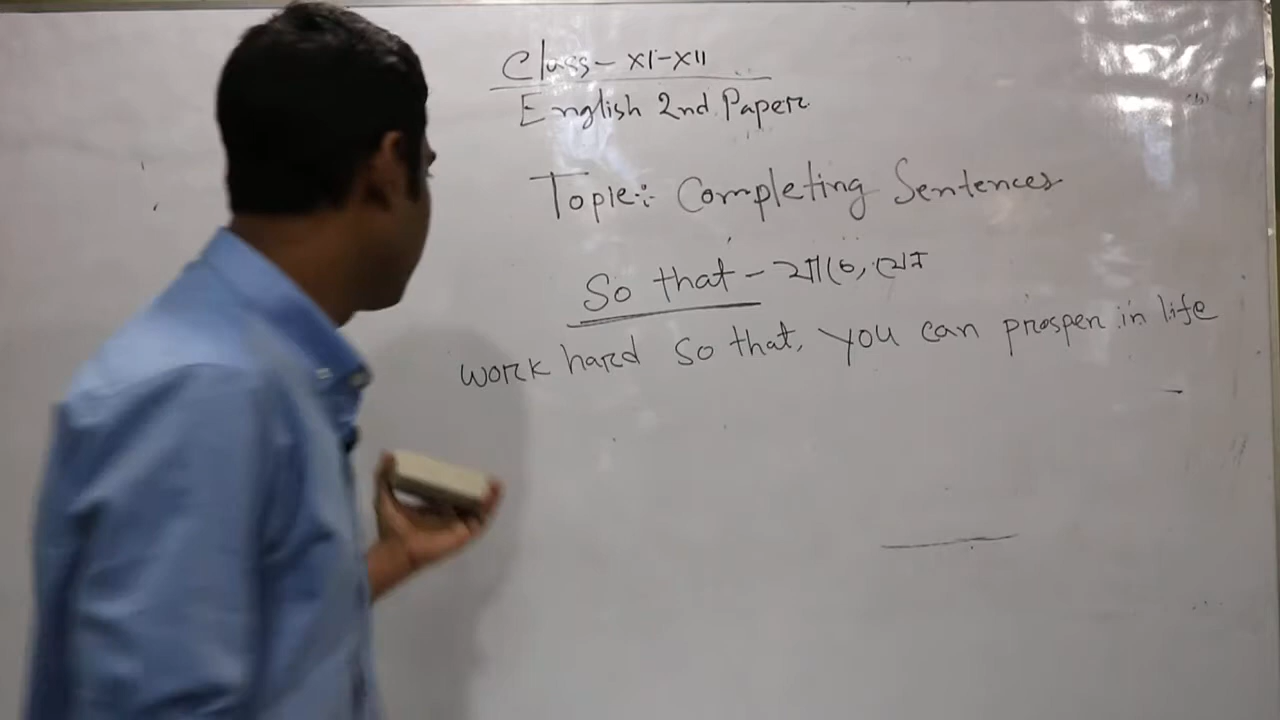 Class- XI-XII
English 2nd Paper
Topic: Completing Sentences
So that - যাতে, যেন
work hard so that, you can prosper in life